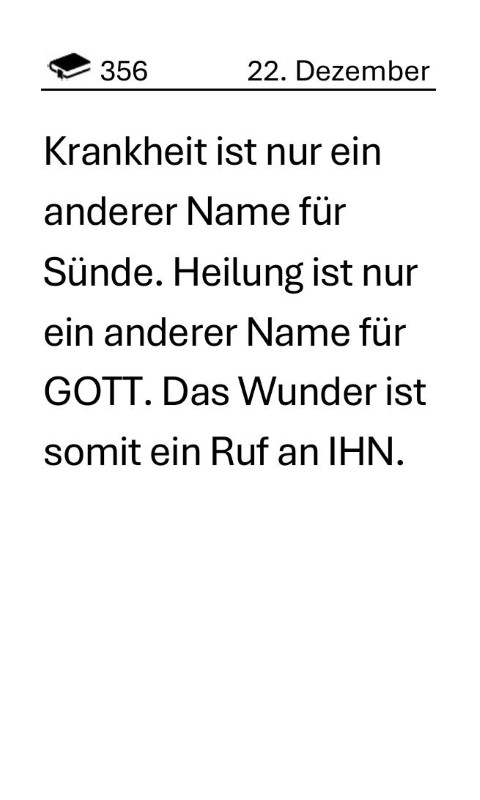 356 22. Dezember
Krankheit ist nur ein
anderer Name für
Sünde. Heilung ist nur
ein anderer Name für
GOTT. Das Wunder ist
somit ein Ruf an IHN.